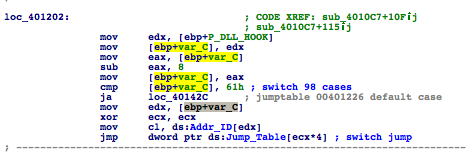 loc_401202: ; CODE XREF: sub_4010C7+10F↑j
; sub_4010C7+115↑j
mov edx, [ebp+P_DLL_HOOK]
mov [ebp+var_C], edx
mov eax, [ebp+var_C]
sub eax, 8
mov [ebp+var_C], eax
cmp [ebp+var_C], 61h ; switch 98 cases
ja loc_40142C ; jumptable 00401226 default case
mov edx, [ebp+var_C]
xor ecx, ecx
mov cl, ds:Addr_ID[edx]
jmp dword ptr ds:Jump_Table[ecx*4] ; switch jump
; ---------------------------------------------------------------------------